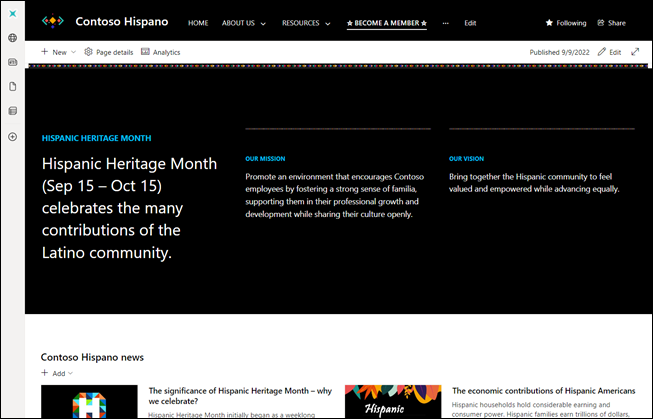 Contoso Hispano
HOME ABOUT US RESOURCES ★ BECOME A MEMBER ★ ··· Edit
Following Share
New Page details Analytics
Published 9/9/2022 Edit
HISPANIC HERITAGE MONTH
Hispanic Heritage Month
(Sep 15 – Oct 15)
celebrates the many
contributions of the
Latino community.
OUR MISSION
Promote an environment that encourages Contoso
employees by fostering a strong sense of familia,
supporting them in their professional growth and
development while sharing their culture openly.
OUR VISION
Bring together the Hispanic community to feel
valued and empowered while advancing equally.
Contoso Hispano news
Add
The significance of Hispanic Heritage Month – why
we celebrate?
Hispanic Heritage Month initially began as a weeklong
Hispanic
The economic contributions of Hispanic Americans
Hispanic households hold considerable earning and
consumer power. Hispanic families earn trillions of dollars,